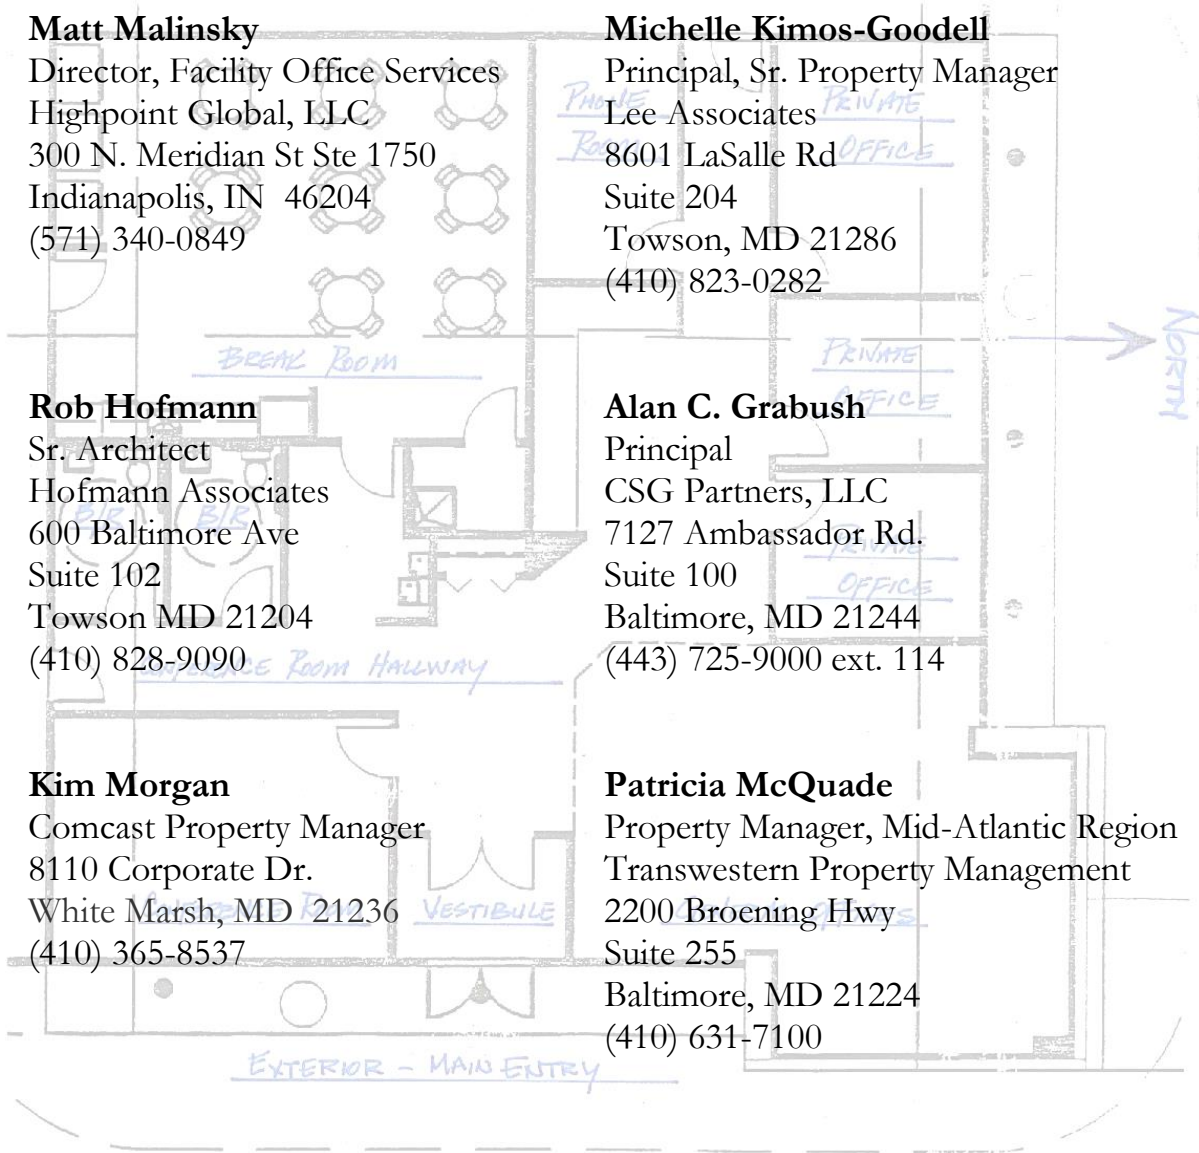 Matt Malinsky
Director, Facility Office Services
Highpoint Global, LLC
300 N. Meridian St Ste 1750
Indianapolis, IN  46204
(571) 340-0849
Michelle Kimos-Goodell
Principal, Sr. Property Manager
Lee Associates
8601 LaSalle Rd
Suite 204
Towson, MD 21286
(410) 823-0282
Rob Hofmann
Sr. Architect
Hofmann Associates
600 Baltimore Ave
Suite 102
Towson MD 21204
(410) 828-9090
Alan C. Grabush
Principal
CSG Partners, LLC
7127 Ambassador Rd.
Suite 100
Baltimore, MD 21244
(443) 725-9000 ext. 114
Kim Morgan
Comcast Property Manager
8110 Corporate Dr.
White Marsh, MD  21236
(410) 365-8537
Patricia McQuade
Property Manager, Mid-Atlantic Region
Transwestern Property Management
2200 Broening Hwy
Suite 255
Baltimore, MD 21224
(410) 631-7100
PHONE
ROOM
PRIVATE
OFFICE
NORTH
BREAK ROOM
PRIVATE
OFFICE
B/R
B/R
PRIVATE
OFFICE
CONFERENCE ROOM HALLWAY
CONFERENCE ROOM
VESTIBULE
OFFICES
EXTERIOR - MAIN ENTRY